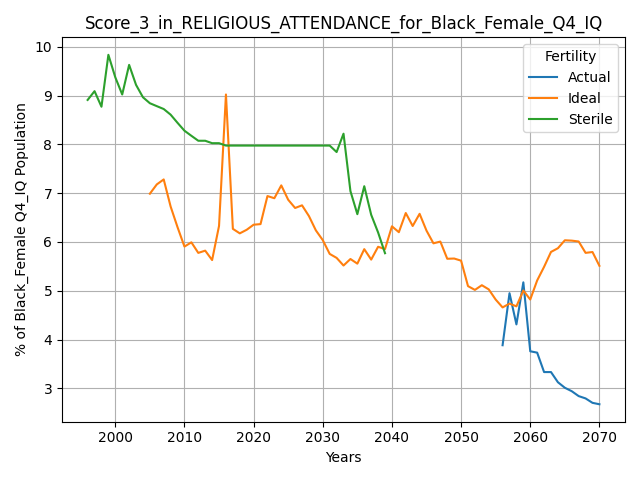 Score_3_in_RELIGIOUS_ATTENDANCE_for_Black_Female_Q4_IQ
Fertility
Actual
Ideal
Sterile
% of Black_Female Q4_IQ Population
10
9
8
7
6
5
4
3
2000
2010
2020
2030
2040
2050
2060
2070
Years